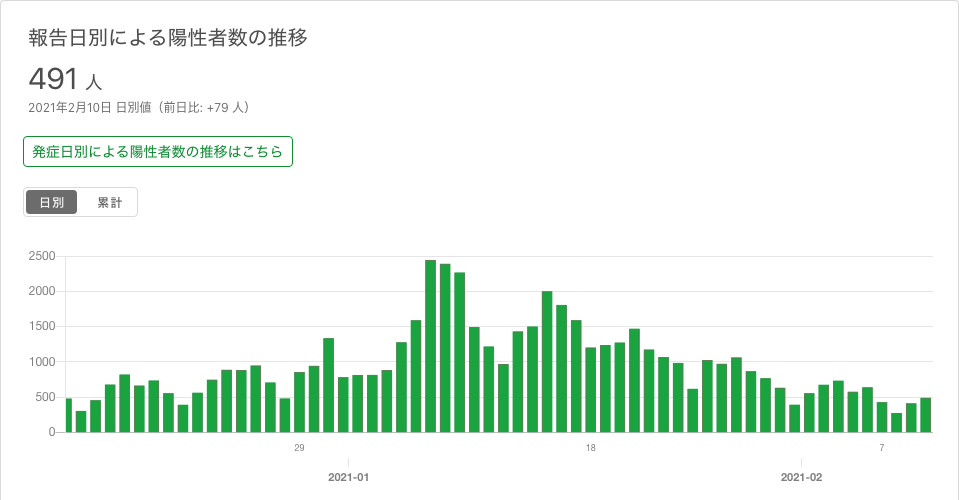 報告日別による陽性者数の推移
491 人
2021年2月10日 日別値（前日比: +79 人）
発症日別による陽性者数の推移はこちら
日別 累計
2500
2000
1500
1000
500
0
29 18 7
2021-01 2021-02